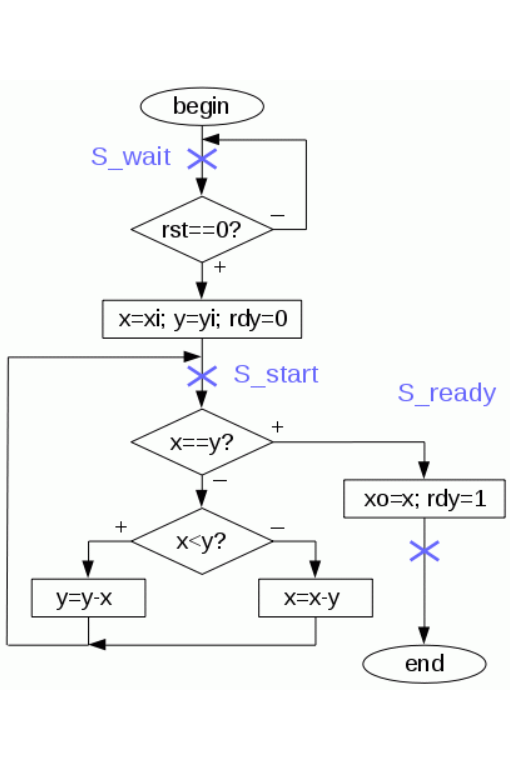 begin
S_wait
rst==0?
–
+
x=xi; y=yi; rdy=0
S_start
S_ready
x==y?
+
–
xo=x; rdy=1
x<y?
+
–
y=y-x
x=x-y
end